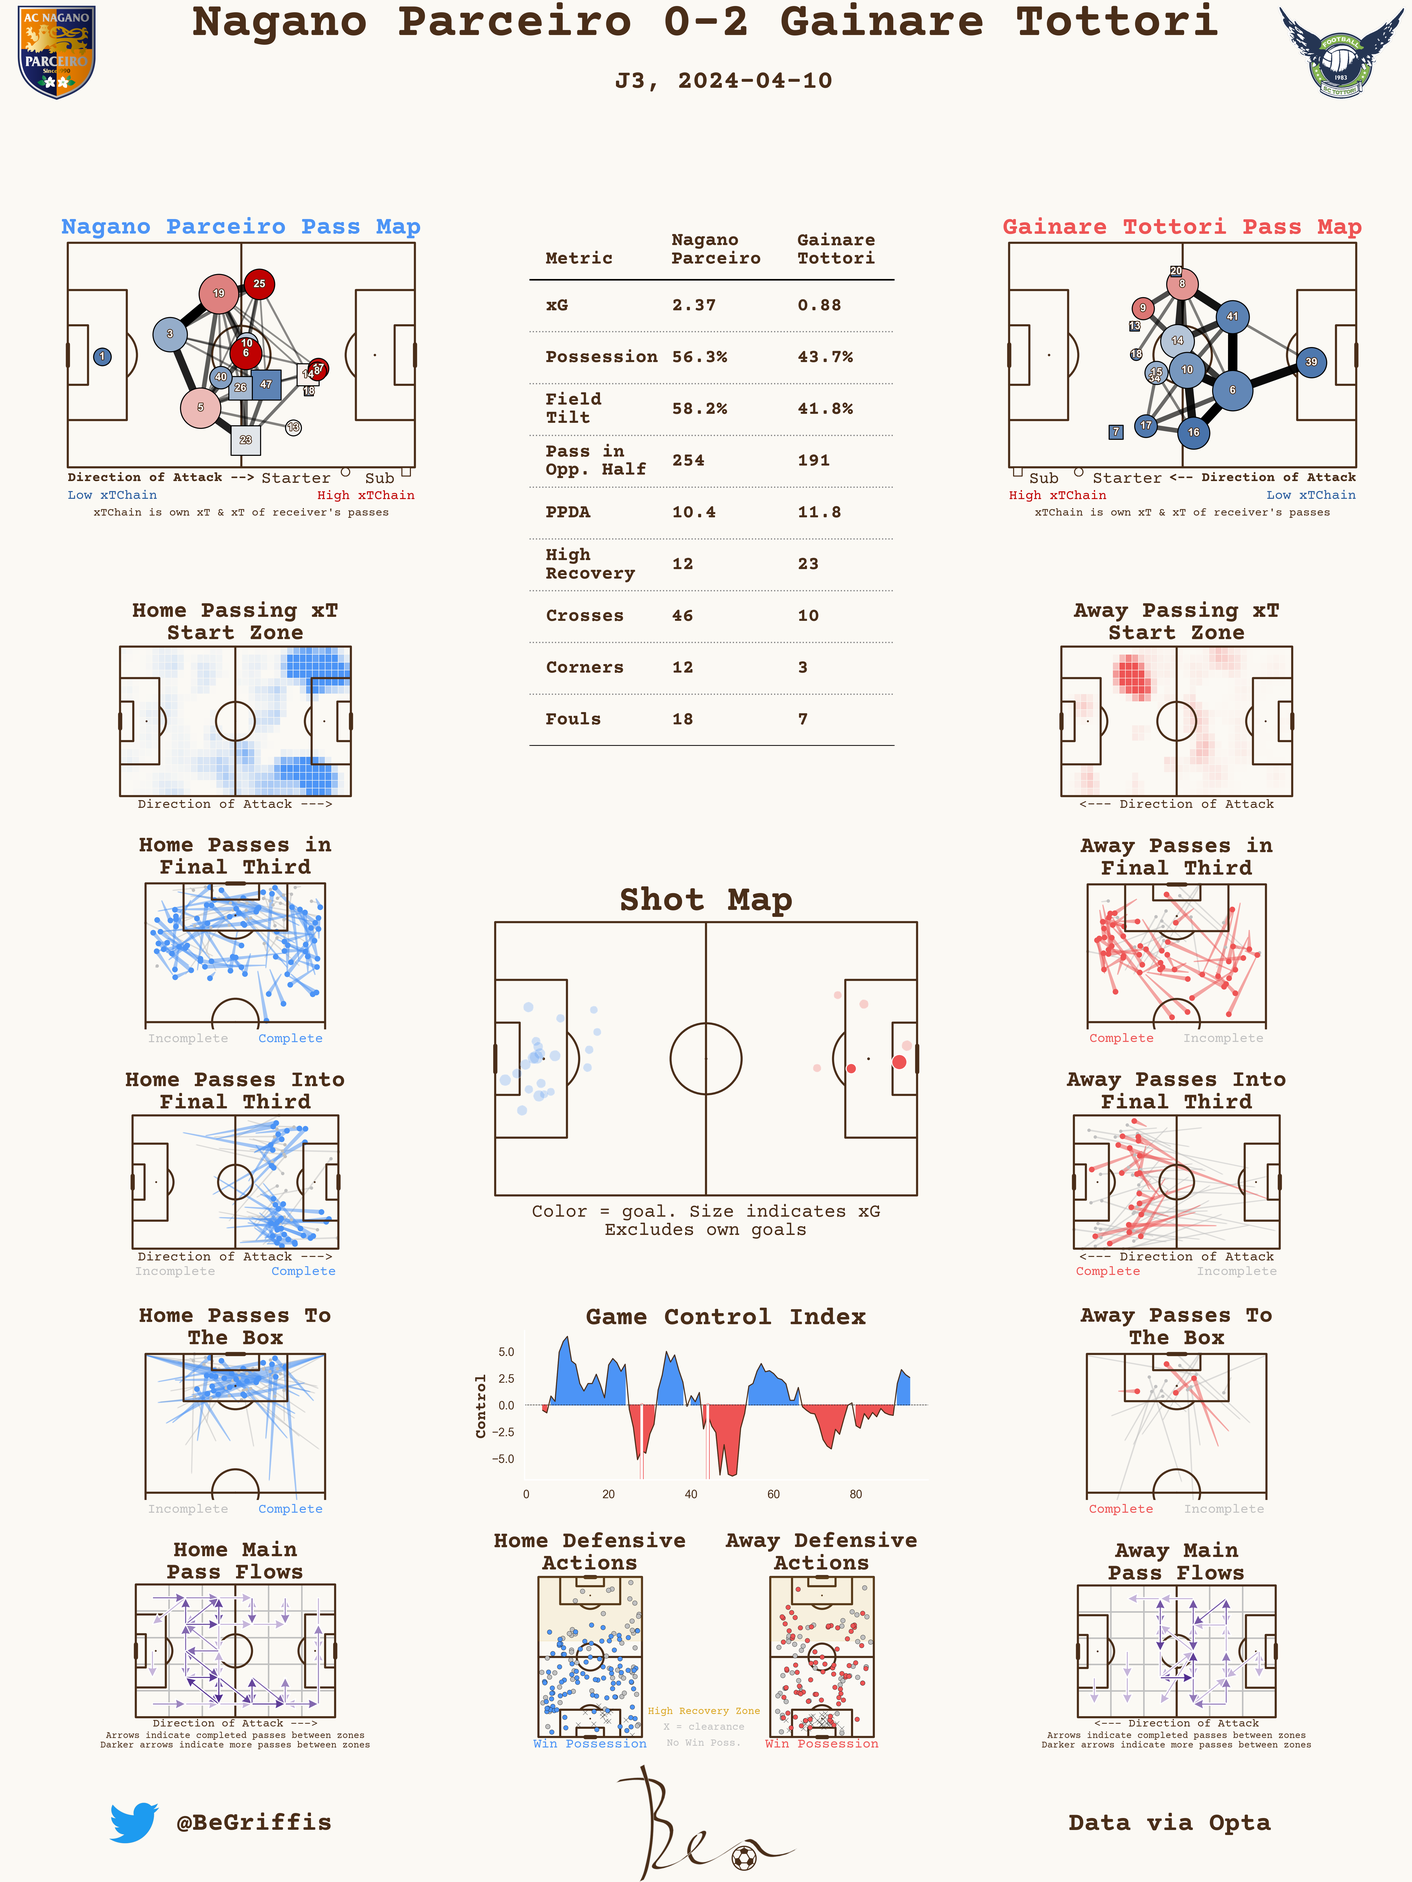 Nagano Parceiro 0-2 Gainare Tottori
J3, 2024-04-10
AC NAGANO
PARCEIRO
FOOTBALL
1983
Nagano Parceiro Pass Map
19
25
3
10
6
1
40
26
47
14
8
18
5
23
13
Direction of Attack --> Starter Sub
Low xTChain High xTChain
xTChain is own xT & xT of receiver's passes
Metric Nagano Parceiro Gainare Tottori
xG 2.37 0.88
Possession 56.3% 43.7%
Field Tilt 58.2% 41.8%
Pass in Opp. Half 254 191
PPDA 10.4 11.8
High Recovery 12 23
Crosses 46 10
Corners 12 3
Fouls 18 7
Gainare Tottori Pass Map
20
8
9
41
13
14
18
15
10
39
6
7
17
16
Sub Starter <-- Direction of Attack
High xTChain Low xTChain
xTChain is own xT & xT of receiver's passes
Home Passing xT
Start Zone
Direction of Attack --->
Away Passing xT
Start Zone
<--- Direction of Attack
Home Passes in
Final Third
Incomplete Complete
Away Passes in
Final Third
Complete Incomplete
Shot Map
Color = goal. Size indicates xG
Excludes own goals
Home Passes Into
Final Third
Direction of Attack --->
Incomplete Complete
Away Passes Into
Final Third
<--- Direction of Attack
Complete Incomplete
Home Passes To
The Box
Incomplete Complete
Game Control Index
Control
5.0
2.5
0.0
−2.5
−5.0
0 20 40 60 80
Away Passes To
The Box
Complete Incomplete
Home Main
Pass Flows
Direction of Attack --->
Arrows indicate completed passes between zones
Darker arrows indicate more passes between zones
Home Defensive
Actions
Win Possession
Away Defensive
Actions
Win Possession
High Recovery Zone
X = clearance
No Win Poss.
Away Main
Pass Flows
<--- Direction of Attack
Arrows indicate completed passes between zones
Darker arrows indicate more passes between zones
@BeGriffis
Ben
Data via Opta